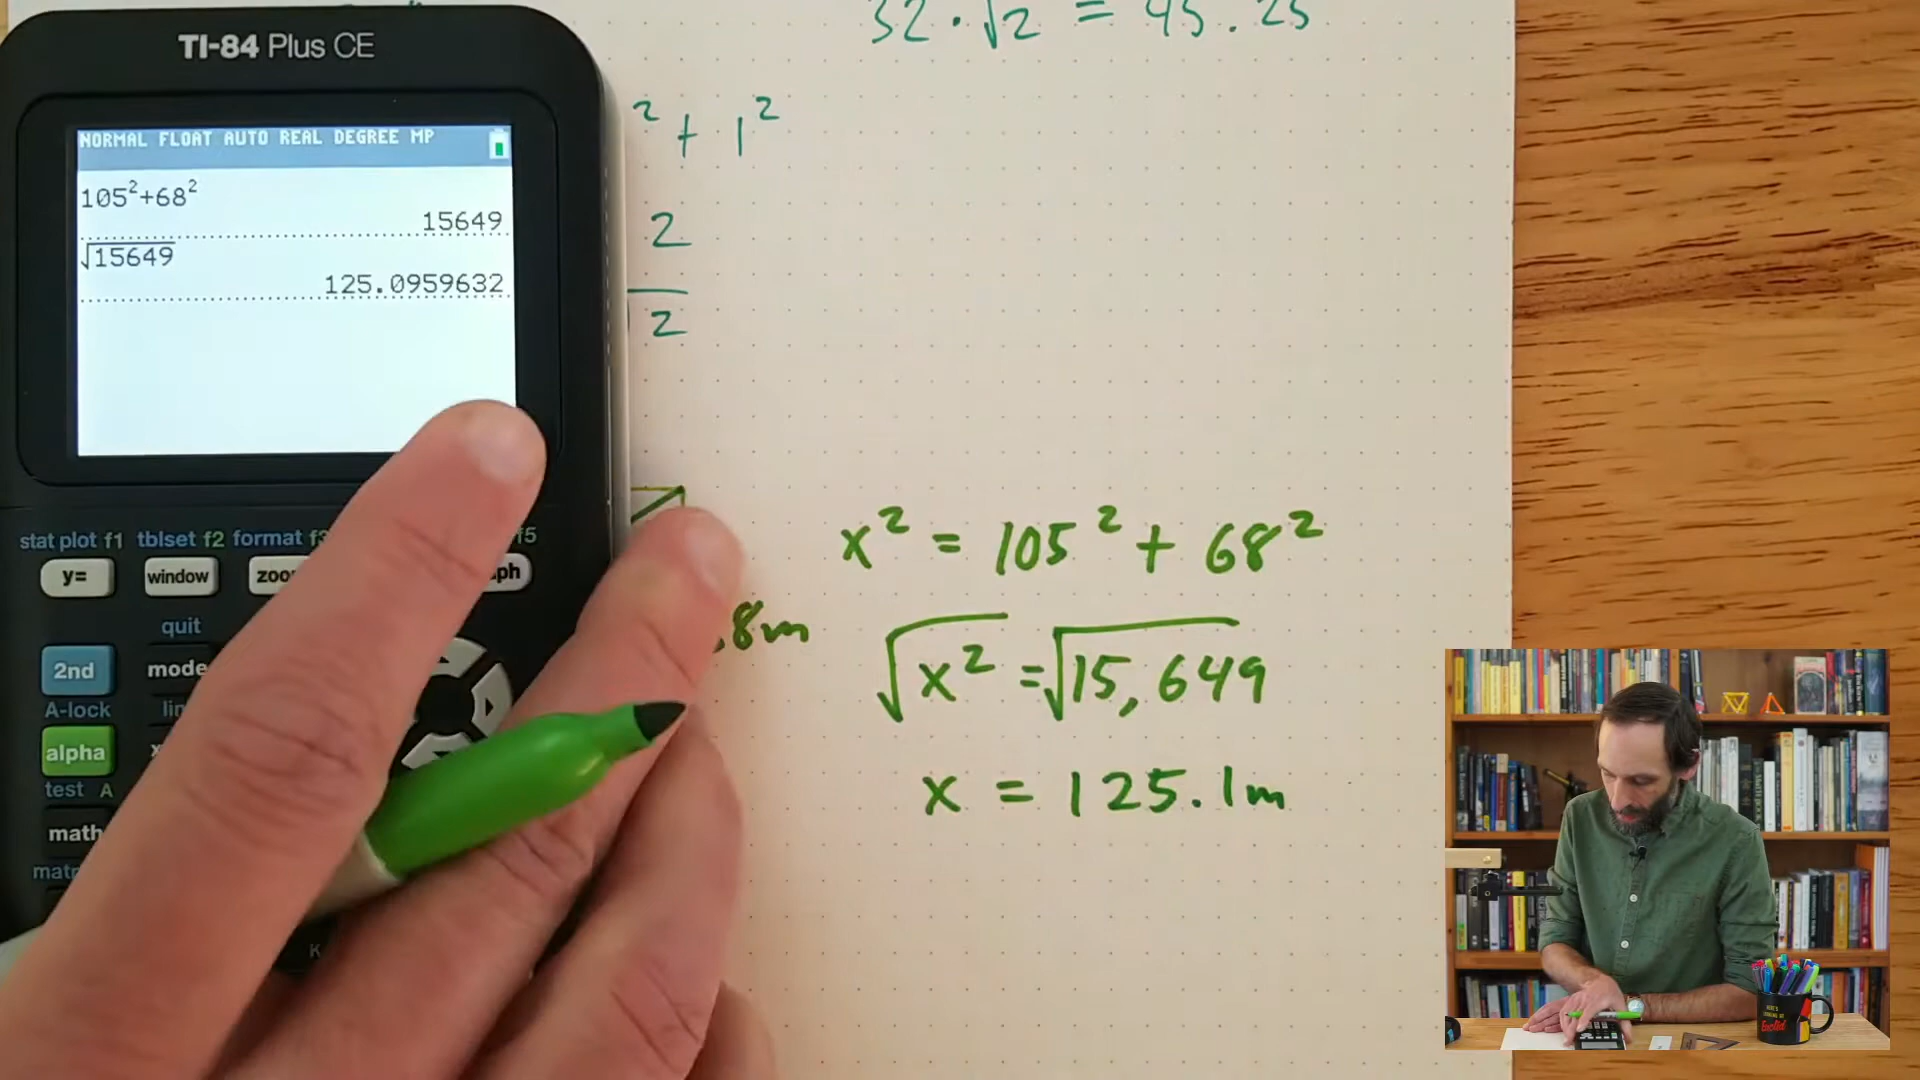 32 · √2 = 45.25
TI-84 Plus CE
NORMAL FLOAT AUTO REAL DEGREE MP
105²+68²
15649
√15649
125.0959632
² + 1²
2
2
x² = 105² + 68²
8m
√x² = √15,649
x = 125.1m
stat plot f1 tblset f2 format f3 f5
y= window
quit
2nd mode
A-lock
alpha
test A
math
K